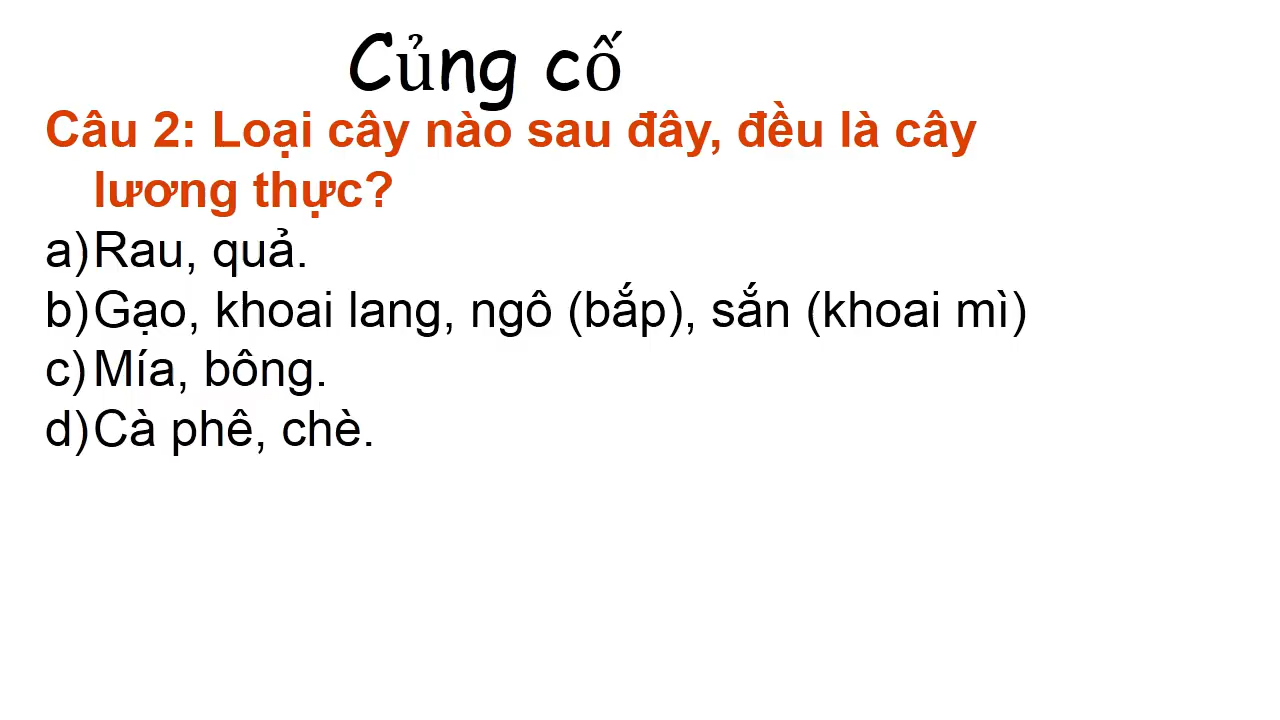 Củng cố
Câu 2: Loại cây nào sau đây, đều là cây
lương thực?
a) Rau, quả.
b) Gạo, khoai lang, ngô (bắp), sắn (khoai mì)
c) Mía, bông.
d) Cà phê, chè.